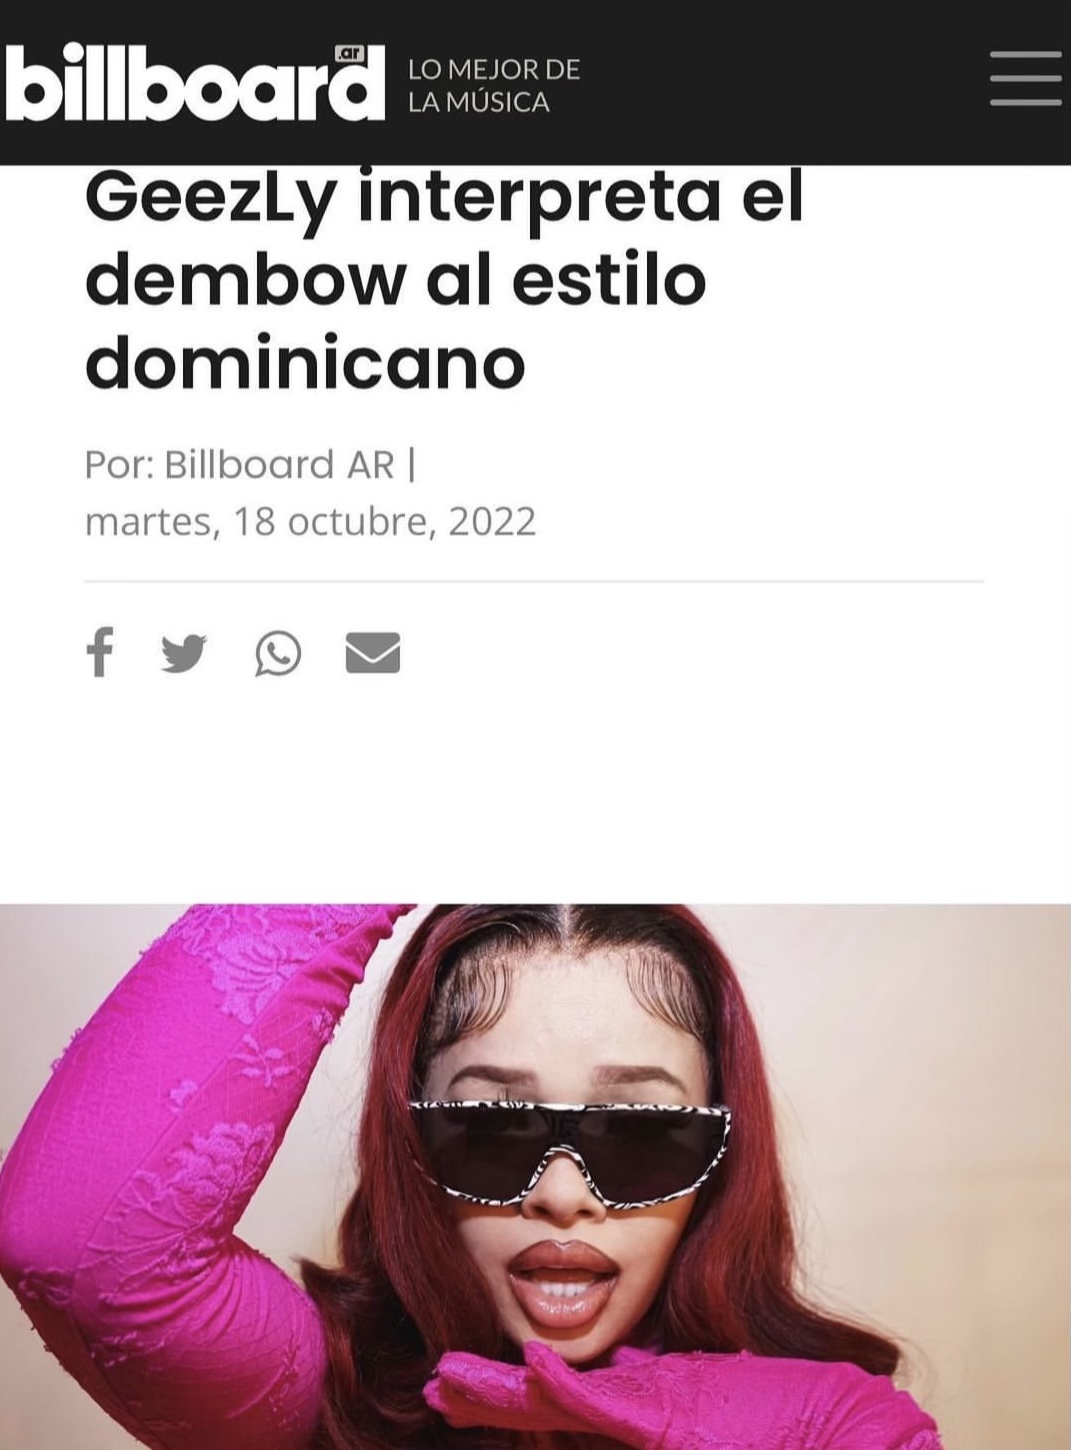 billboard .ar
LO MEJOR DE
LA MÚSICA
GeezLy interpreta el
dembow al estilo
dominicano
Por: Billboard AR |
martes, 18 octubre, 2022